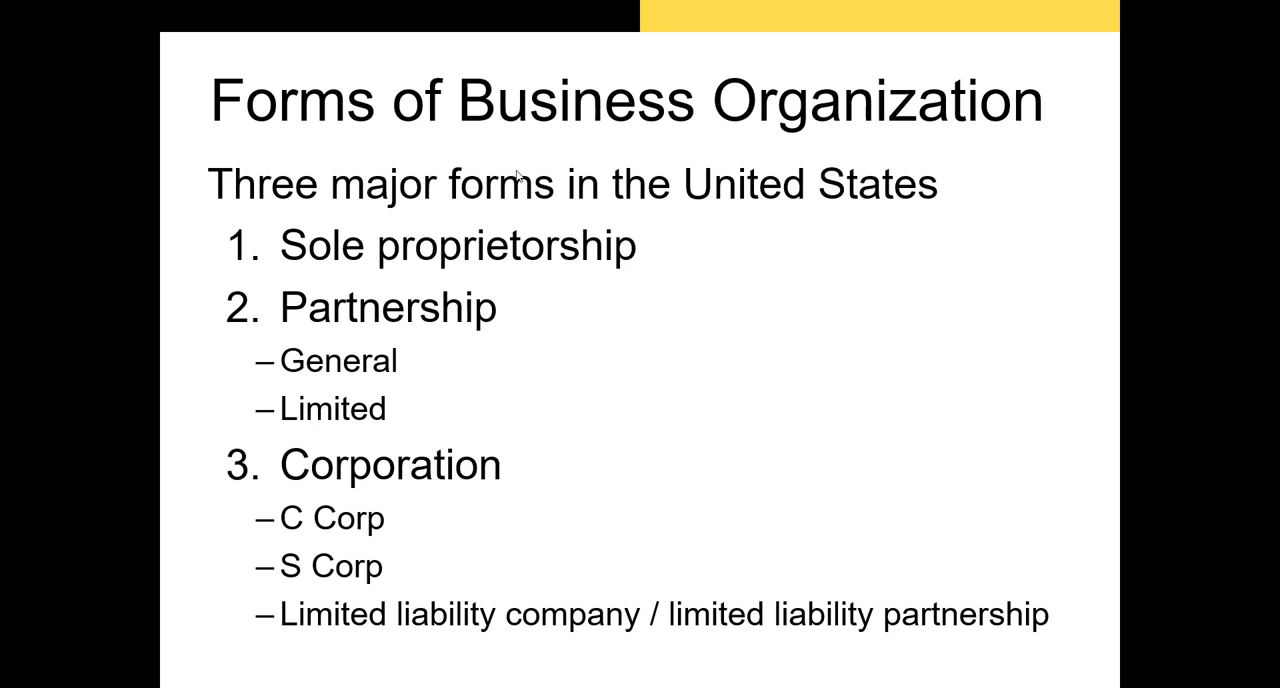 Forms of Business Organization
Three major forms in the United States
1. Sole proprietorship
2. Partnership
– General
– Limited
3. Corporation
– C Corp
– S Corp
– Limited liability company / limited liability partnership